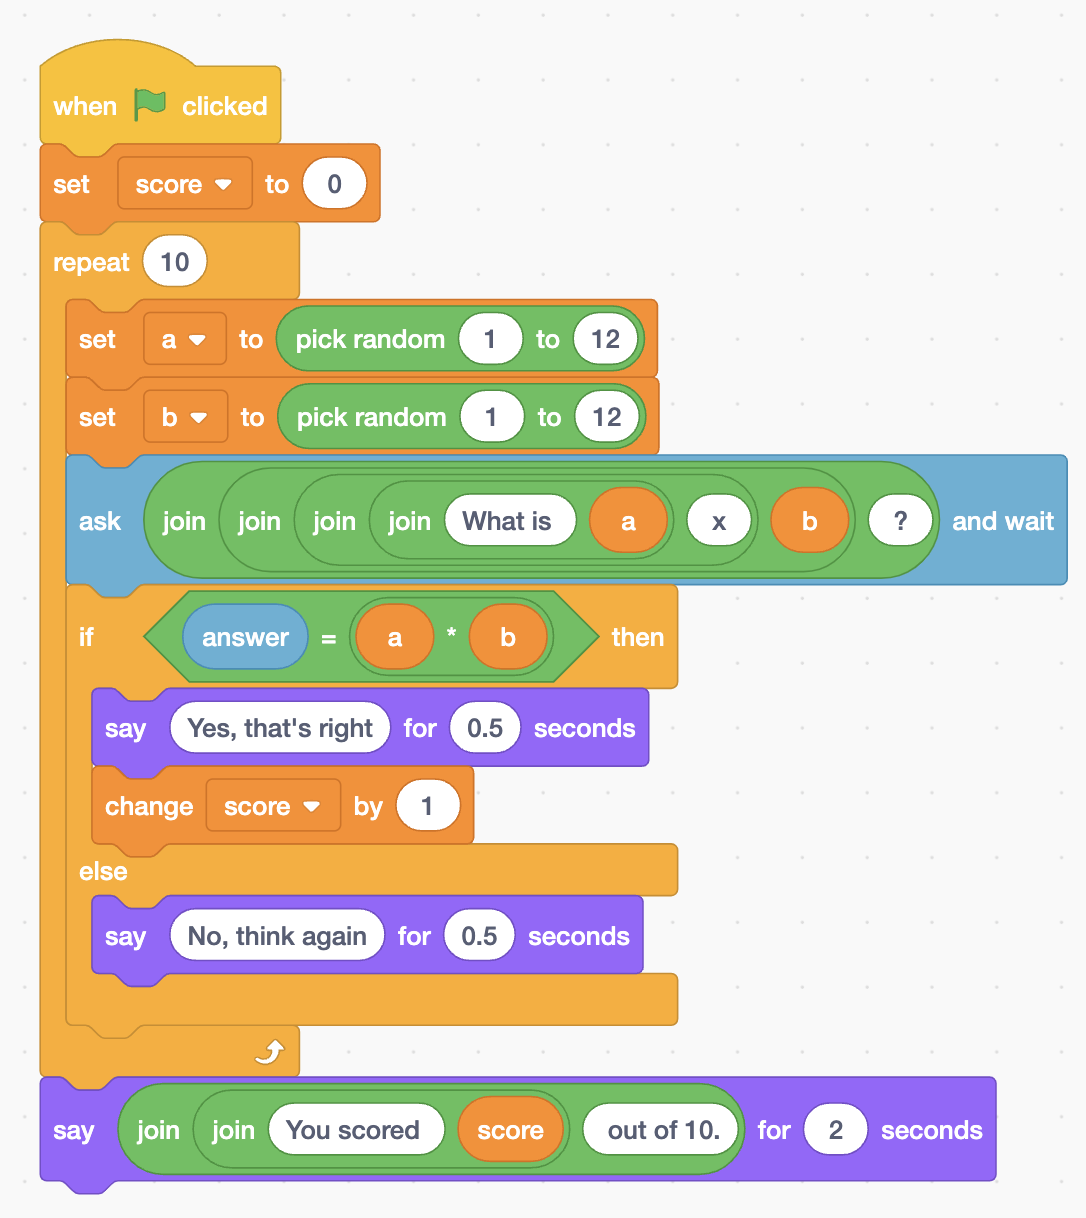 when clicked
set score to 0
repeat 10
set a to pick random 1 to 12
set b to pick random 1 to 12
ask join join join join What is a x b ? and wait
if answer = a * b then
say Yes, that's right for 0.5 seconds
change score by 1
else
say No, think again for 0.5 seconds
say join join You scored score out of 10. for 2 seconds